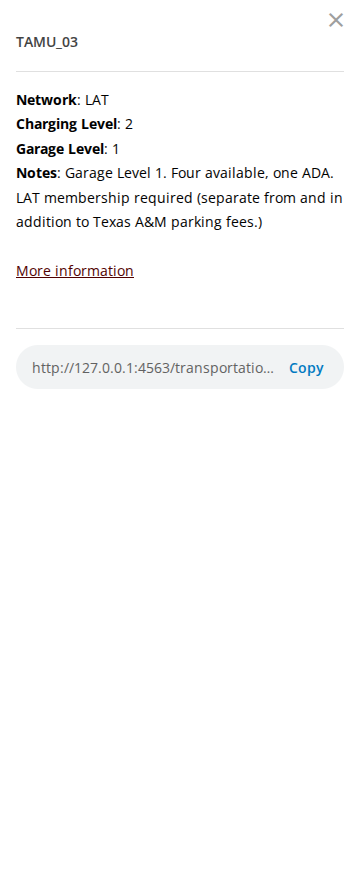 TAMU_03
Network: LAT
Charging Level: 2
Garage Level: 1
Notes: Garage Level 1. Four available, one ADA.
LAT membership required (separate from and in
addition to Texas A&M parking fees.)
More information
http://127.0.0.1:4563/transportatio... Copy